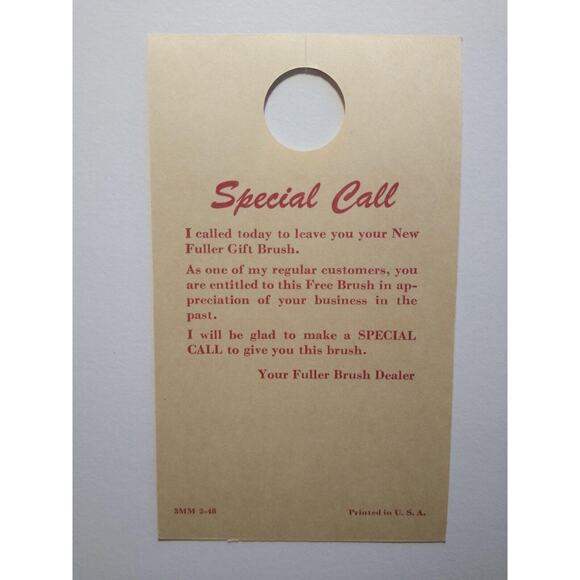 Special Call
I called today to leave you your New
Fuller Gift Brush.
As one of my regular customers, you
are entitled to this Free Brush in ap-
preciation of your business in the
past.
I will be glad to make a SPECIAL
CALL to give you this brush.
Your Fuller Brush Dealer
3MM 2-48
Printed in U. S. A.